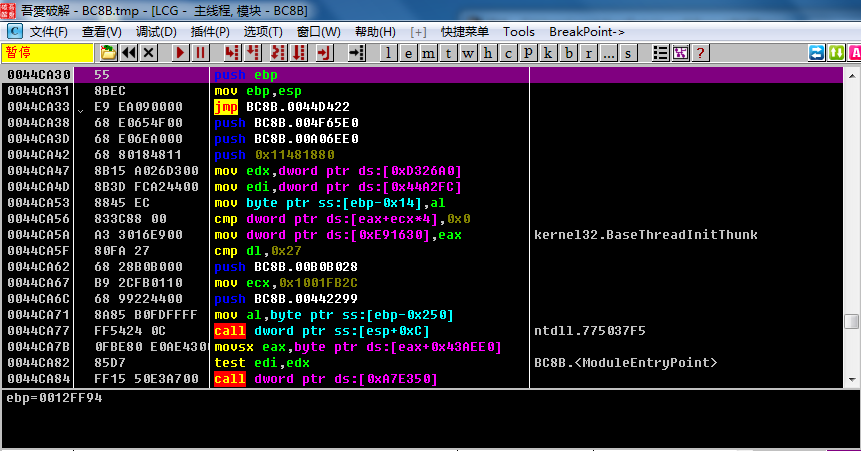 吾愛破解 - BC8B.tmp - [LCG - 主线程, 模块 - BC8B]
C 文件(F) 查看(V) 调试(D) 插件(P) 选项(T) 窗口(W) 帮助(H) [+] 快捷菜单 Tools BreakPoint->
暂停 l e m t w h c p k b r ... s ?
0044CA30 55 push ebp
0044CA31 8BEC mov ebp,esp
0044CA33 E9 EA090000 jmp BC8B.0044D422
0044CA38 68 E0654F00 push BC8B.004F65E0
0044CA3D 68 E06EA000 push BC8B.00A06EE0
0044CA42 68 80184811 push 0x11481880
0044CA47 8B15 A026D300 mov edx,dword ptr ds:[0xD326A0]
0044CA4D 8B3D FCA24400 mov edi,dword ptr ds:[0x44A2FC]
0044CA53 8845 EC mov byte ptr ss:[ebp-0x14],al
0044CA56 833C88 00 cmp dword ptr ds:[eax+ecx*4],0x0
0044CA5A A3 3016E900 mov dword ptr ds:[0xE91630],eax kernel32.BaseThreadInitThunk
0044CA5F 80FA 27 cmp dl,0x27
0044CA62 68 28B0B000 push BC8B.00B0B028
0044CA67 B9 2CFB0110 mov ecx,0x1001FB2C
0044CA6C 68 99224400 push BC8B.00442299
0044CA71 8A85 B0FDFFFF mov al,byte ptr ss:[ebp-0x250]
0044CA77 FF5424 0C call dword ptr ss:[esp+0xC] ntdll.775037F5
0044CA7B 0FBE80 E0AE4300 movsx eax,byte ptr ds:[eax+0x43AEE0]
0044CA82 85D7 test edi,edx BC8B.<ModuleEntryPoint>
0044CA84 FF15 50E3A700 call dword ptr ds:[0xA7E350]
ebp=0012FF94